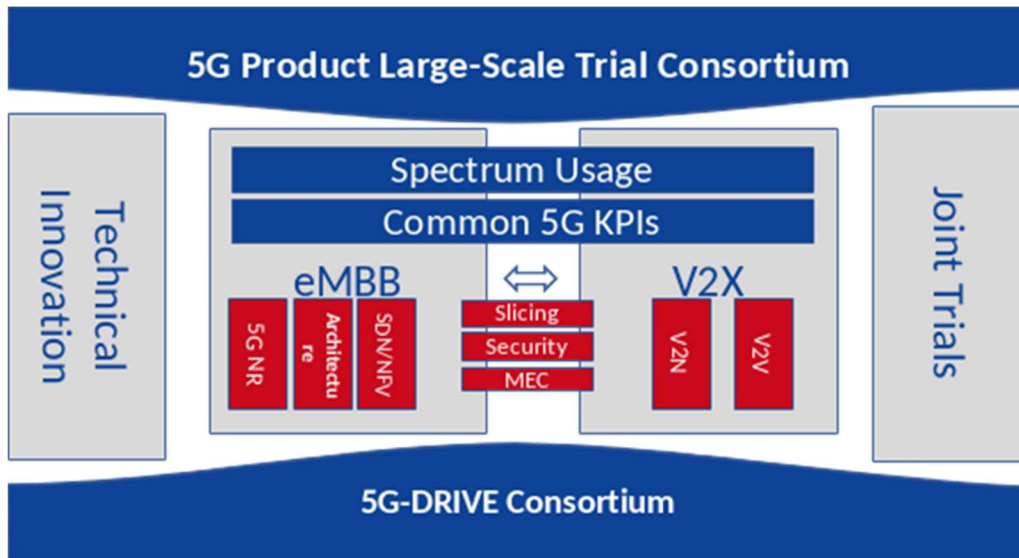 5G Product Large-Scale Trial Consortium
Technical
Innovation
Spectrum Usage
Common 5G KPIs
eMBB
V2X
5G NR
Architectu
re
SDN/NFV
Slicing
Security
MEC
V2N
V2V
Joint Trials
5G-DRIVE Consortium